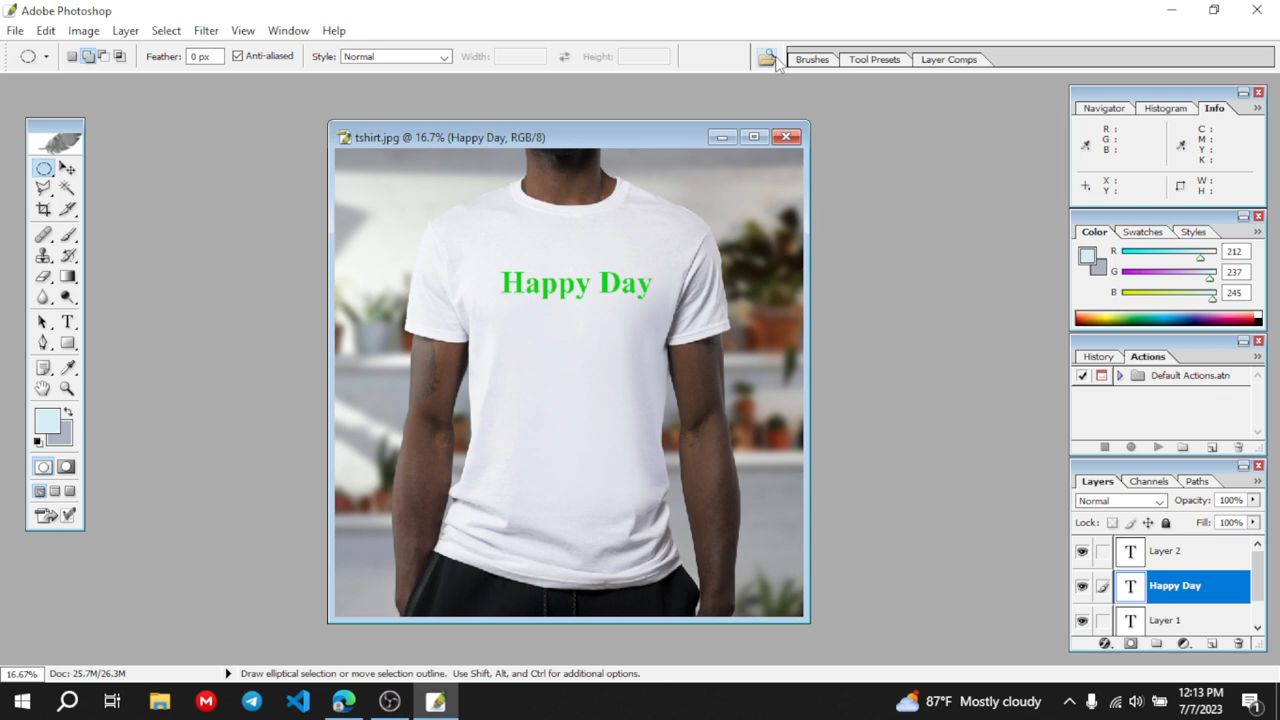 Adobe Photoshop
File Edit Image Layer Select Filter View Window Help
Feather: 0 px Anti-aliased Style: Normal Width: Height: Brushes Tool Presets Layer Comps
tshirt.jpg @ 16.7% (Happy Day, RGB/8)
Happy Day
Navigator Histogram Info
R : C :
G : M :
B : Y :
K :
X : W :
Y : H :
Color Swatches Styles
R 212
G 237
B 245
History Actions
Default Actions.atn
Layers Channels Paths
Normal Opacity: 100%
Lock: Fill: 100%
T Layer 2
T Happy Day
T Layer 1
16.67% Doc: 25.7M/26.3M Draw elliptical selection or move selection outline. Use Shift, Alt, and Ctrl for additional options.
87°F Mostly cloudy 12:13 PM
7/7/2023